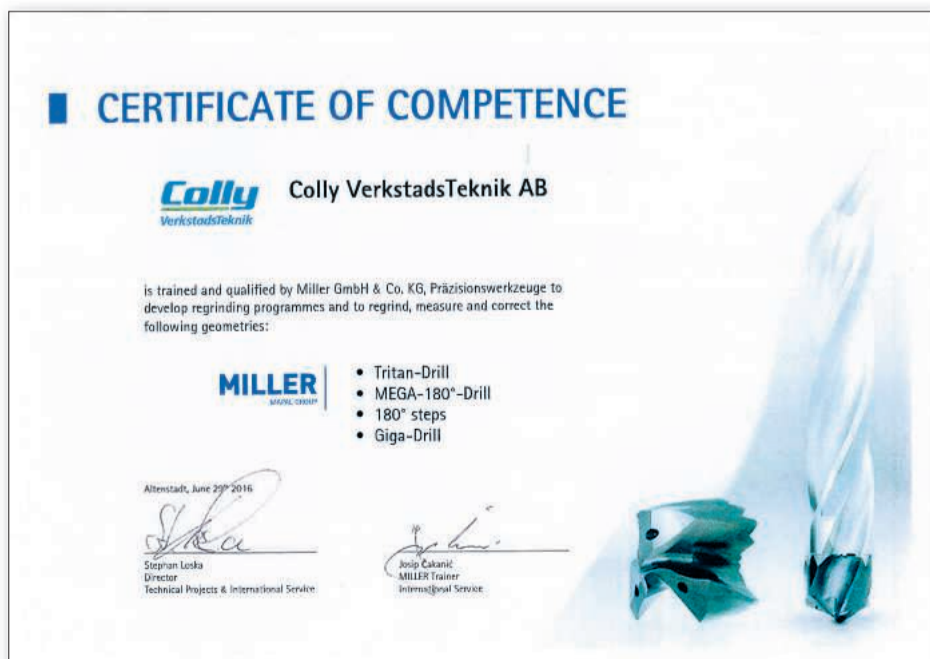 CERTIFICATE OF COMPETENCE
Colly
VerkstadsTeknik
Colly VerkstadsTeknik AB
is trained and qualified by Miller GmbH & Co. KG, Präzisionswerkzeuge to
develop regrinding programmes and to regrind, measure and correct the
following geometries:
MILLER
MAPAL GROUP
• Tritan-Drill
• MEGA-180°-Drill
• 180° steps
• Giga-Drill
Altenstadt, June 29th 2016
Stephan Loska
Director
Technical Projects & International Service
Josip Čakanić
MILLER Trainer
International Service